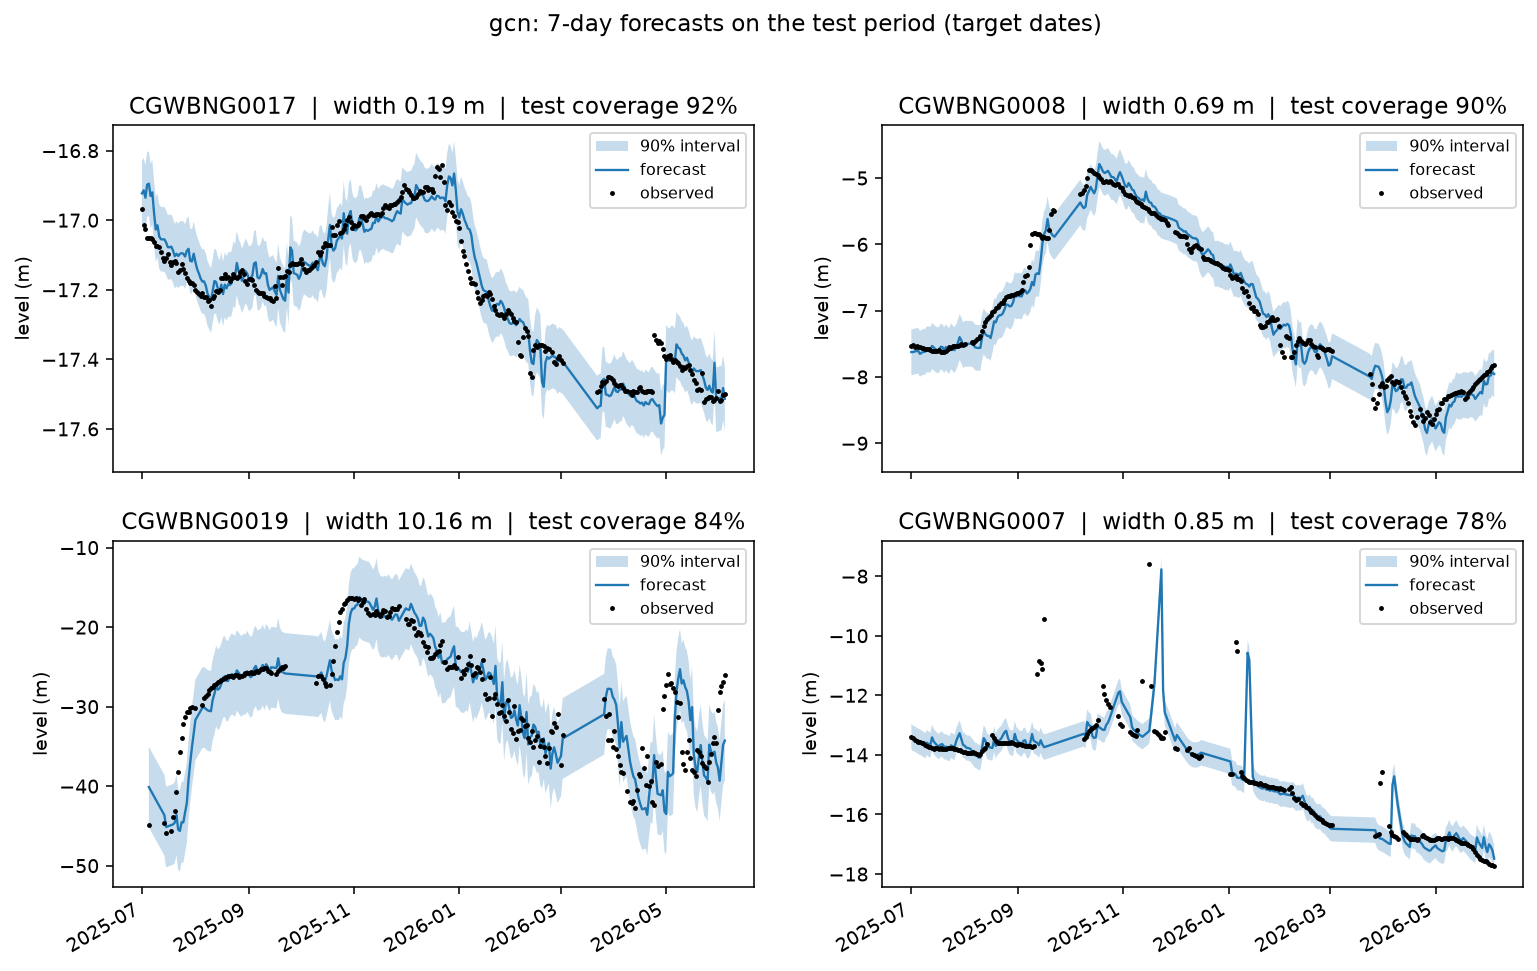 gcn: 7-day forecasts on the test period (target dates)
CGWBNG0017 | width 0.19 m | test coverage 92%
level (m)
−16.8
−17.0
−17.2
−17.4
−17.6
90% interval
forecast
observed
CGWBNG0008 | width 0.69 m | test coverage 90%
level (m)
−5
−6
−7
−8
−9
90% interval
forecast
observed
CGWBNG0019 | width 10.16 m | test coverage 84%
level (m)
−10
−20
−30
−40
−50
90% interval
forecast
observed
2025-07
2025-09
2025-11
2026-01
2026-03
2026-05
CGWBNG0007 | width 0.85 m | test coverage 78%
level (m)
−8
−10
−12
−14
−16
−18
90% interval
forecast
observed
2025-07
2025-09
2025-11
2026-01
2026-03
2026-05